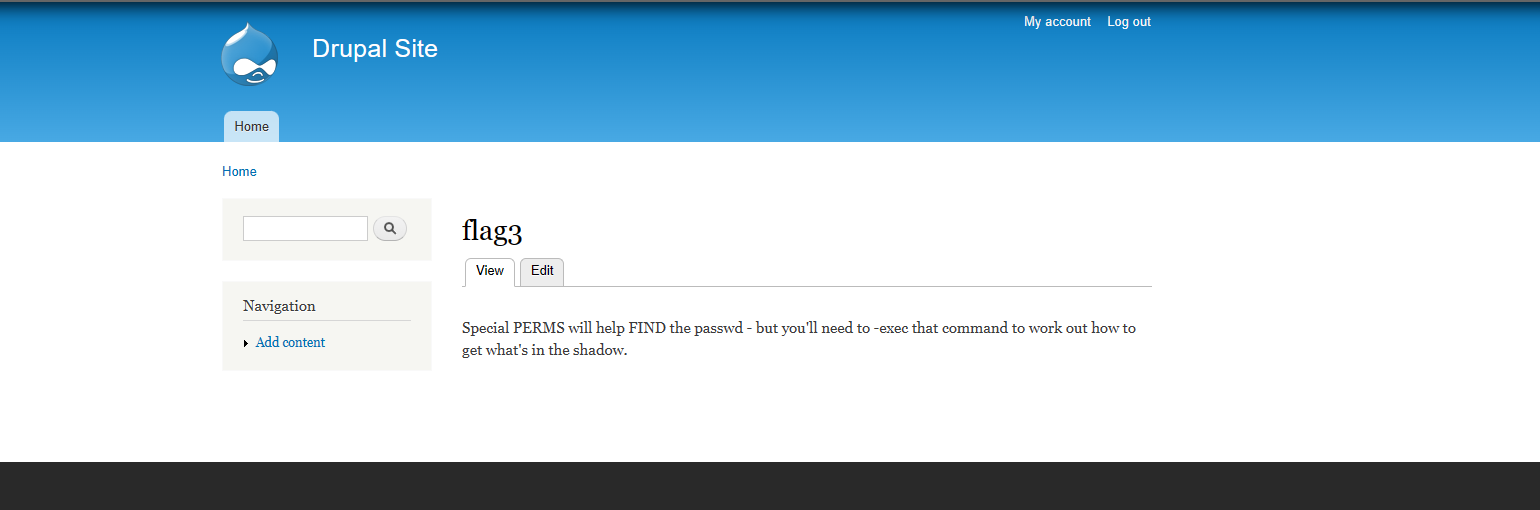 My account Log out
Drupal Site
Home
Home
flag3
View Edit
Navigation
Add content
Special PERMS will help FIND the passwd - but you'll need to -exec that command to work out how to
get what's in the shadow.